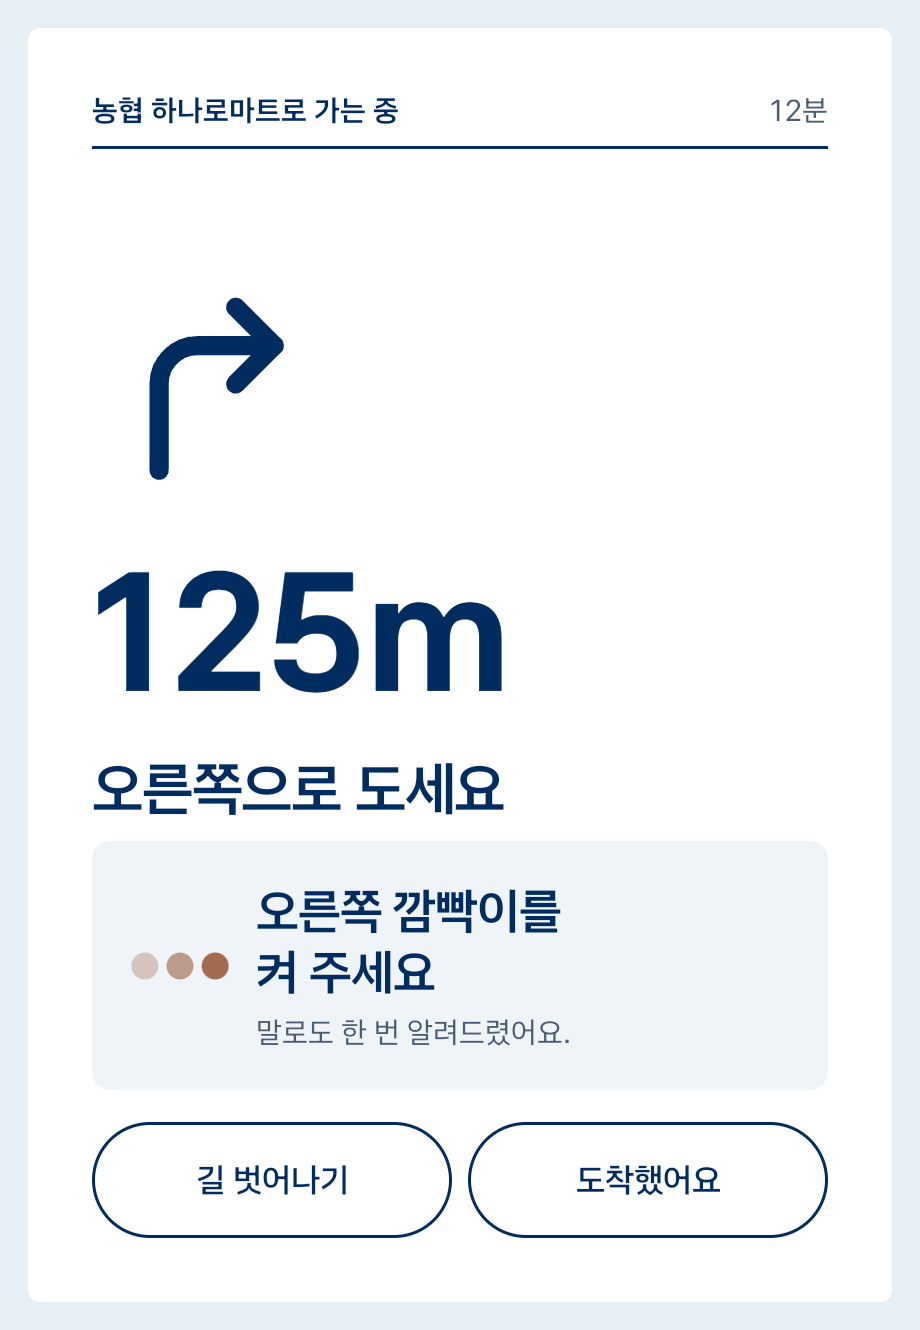 농협 하나로마트로 가는 중
12분
125m
오른쪽으로 도세요
오른쪽 깜빡이를
켜 주세요
말로도 한 번 알려드렸어요.
길 벗어나기
도착했어요